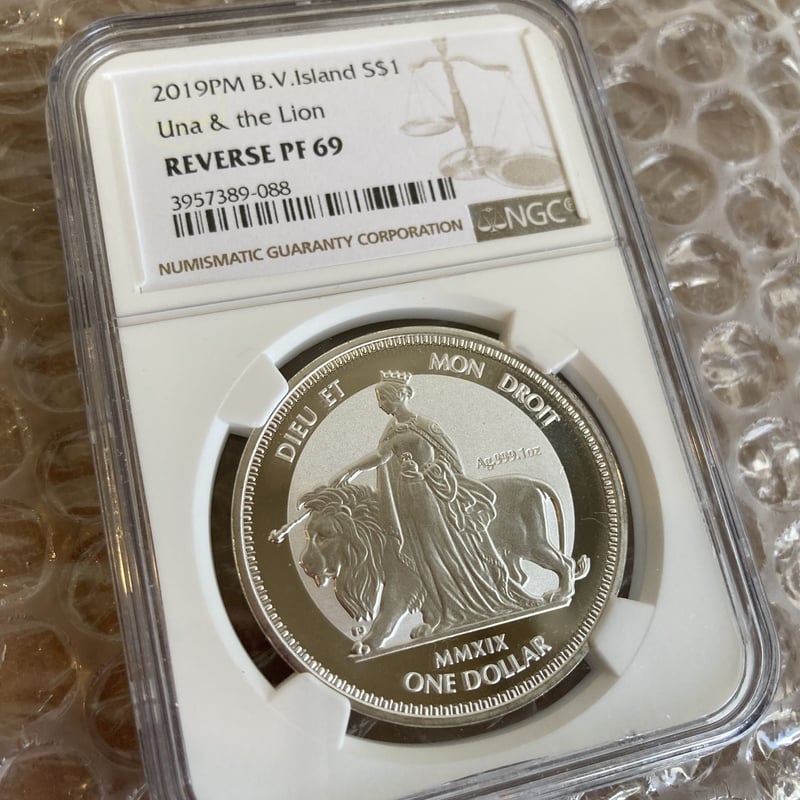 2019PM B.V.Island S$1
Una & the Lion
REVERSE PF 69
3957389-088
NGC®
NUMISMATIC GUARANTY CORPORATION
DIEU ET MON DROIT
Ag.999.1oz
MMXIX
ONE DOLLAR